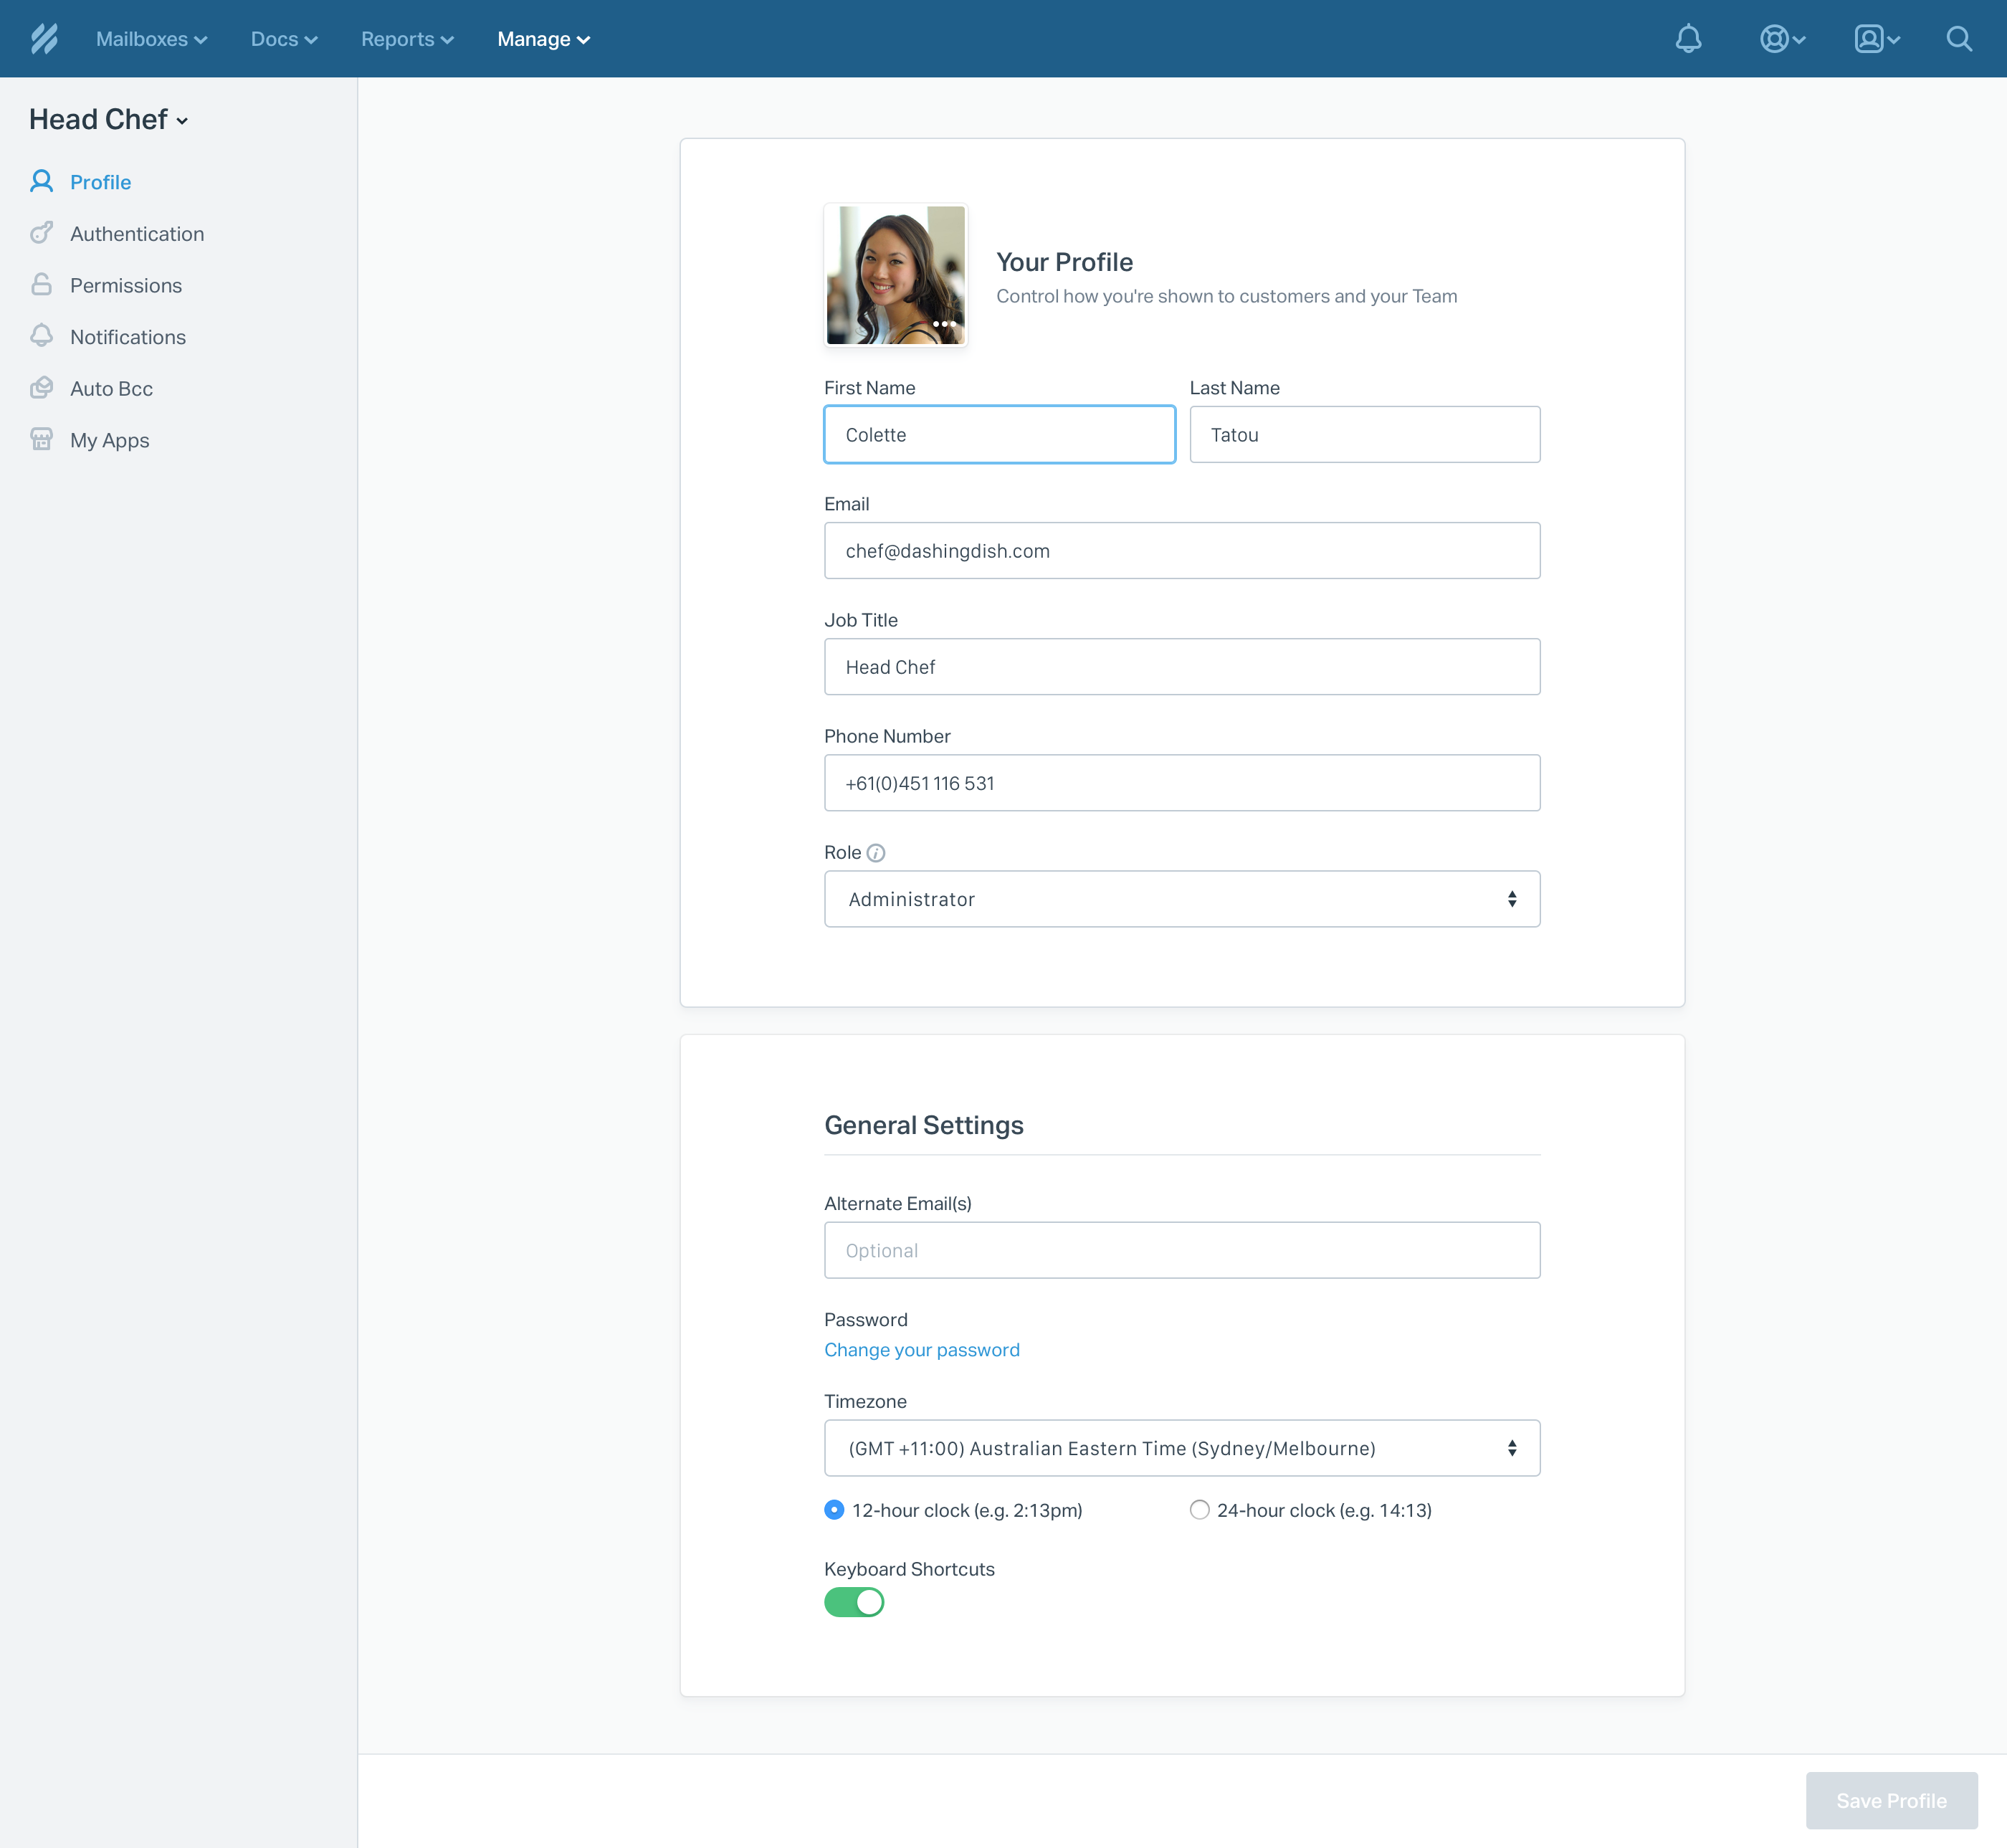 Mailboxes Docs Reports Manage
Head Chef
Profile
Authentication
Permissions
Notifications
Auto Bcc
My Apps
Your Profile
Control how you're shown to customers and your Team
First Name Last Name
Colette Tatou
Email
chef@dashingdish.com
Job Title
Head Chef
Phone Number
+61(0)451 116 531
Role
Administrator
General Settings
Alternate Email(s)
Optional
Password
Change your password
Timezone
(GMT +11:00) Australian Eastern Time (Sydney/Melbourne)
12-hour clock (e.g. 2:13pm) 24-hour clock (e.g. 14:13)
Keyboard Shortcuts
Save Profile